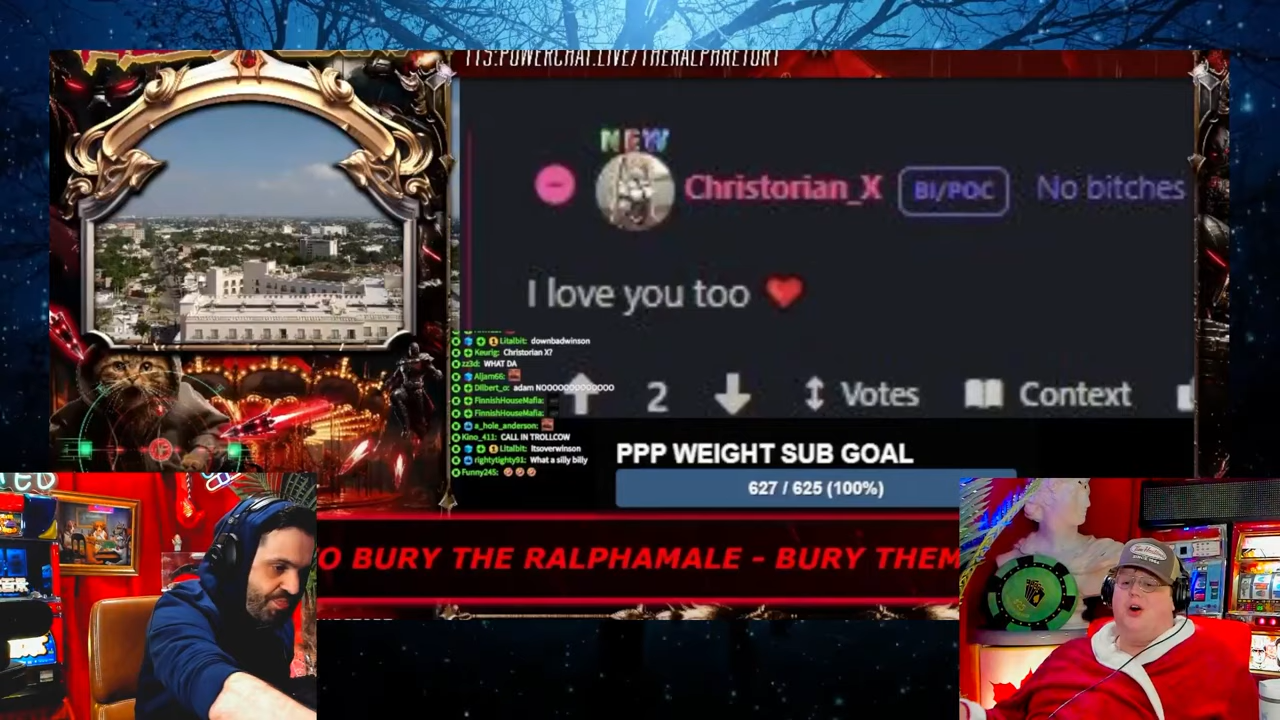 TTS:POWERCHAT.LIVE/THERALPHRETORT
NEW
Christorian_X BI/POC No bitches
I love you too ❤
2 Votes Context
Litalbit: downbadwinson
Keurig: Christorian X?
zz3d: WHAT DA
Aljam66:
Dilbert_o: adam NOOOOOOOOOOOOO
FinnishHouseMafia:
FinnishHouseMafia:
a_hole_anderson:
Kino_411: CALL IN TROLLCOW
Litalbit: Itsoverwinson
rightytighty91: What a silly billy
Funny245:
PPP WEIGHT SUB GOAL
627 / 625 (100%)
O BURY THE RALPHAMALE - BURY THEM